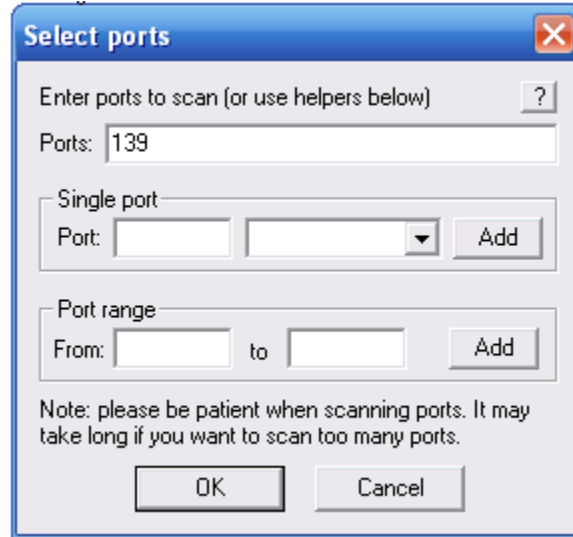 Select ports
Enter ports to scan (or use helpers below) ?
Ports: 139
Single port
Port: Add
Port range
From: to Add
Note: please be patient when scanning ports. It may
take long if you want to scan too many ports.
OK Cancel